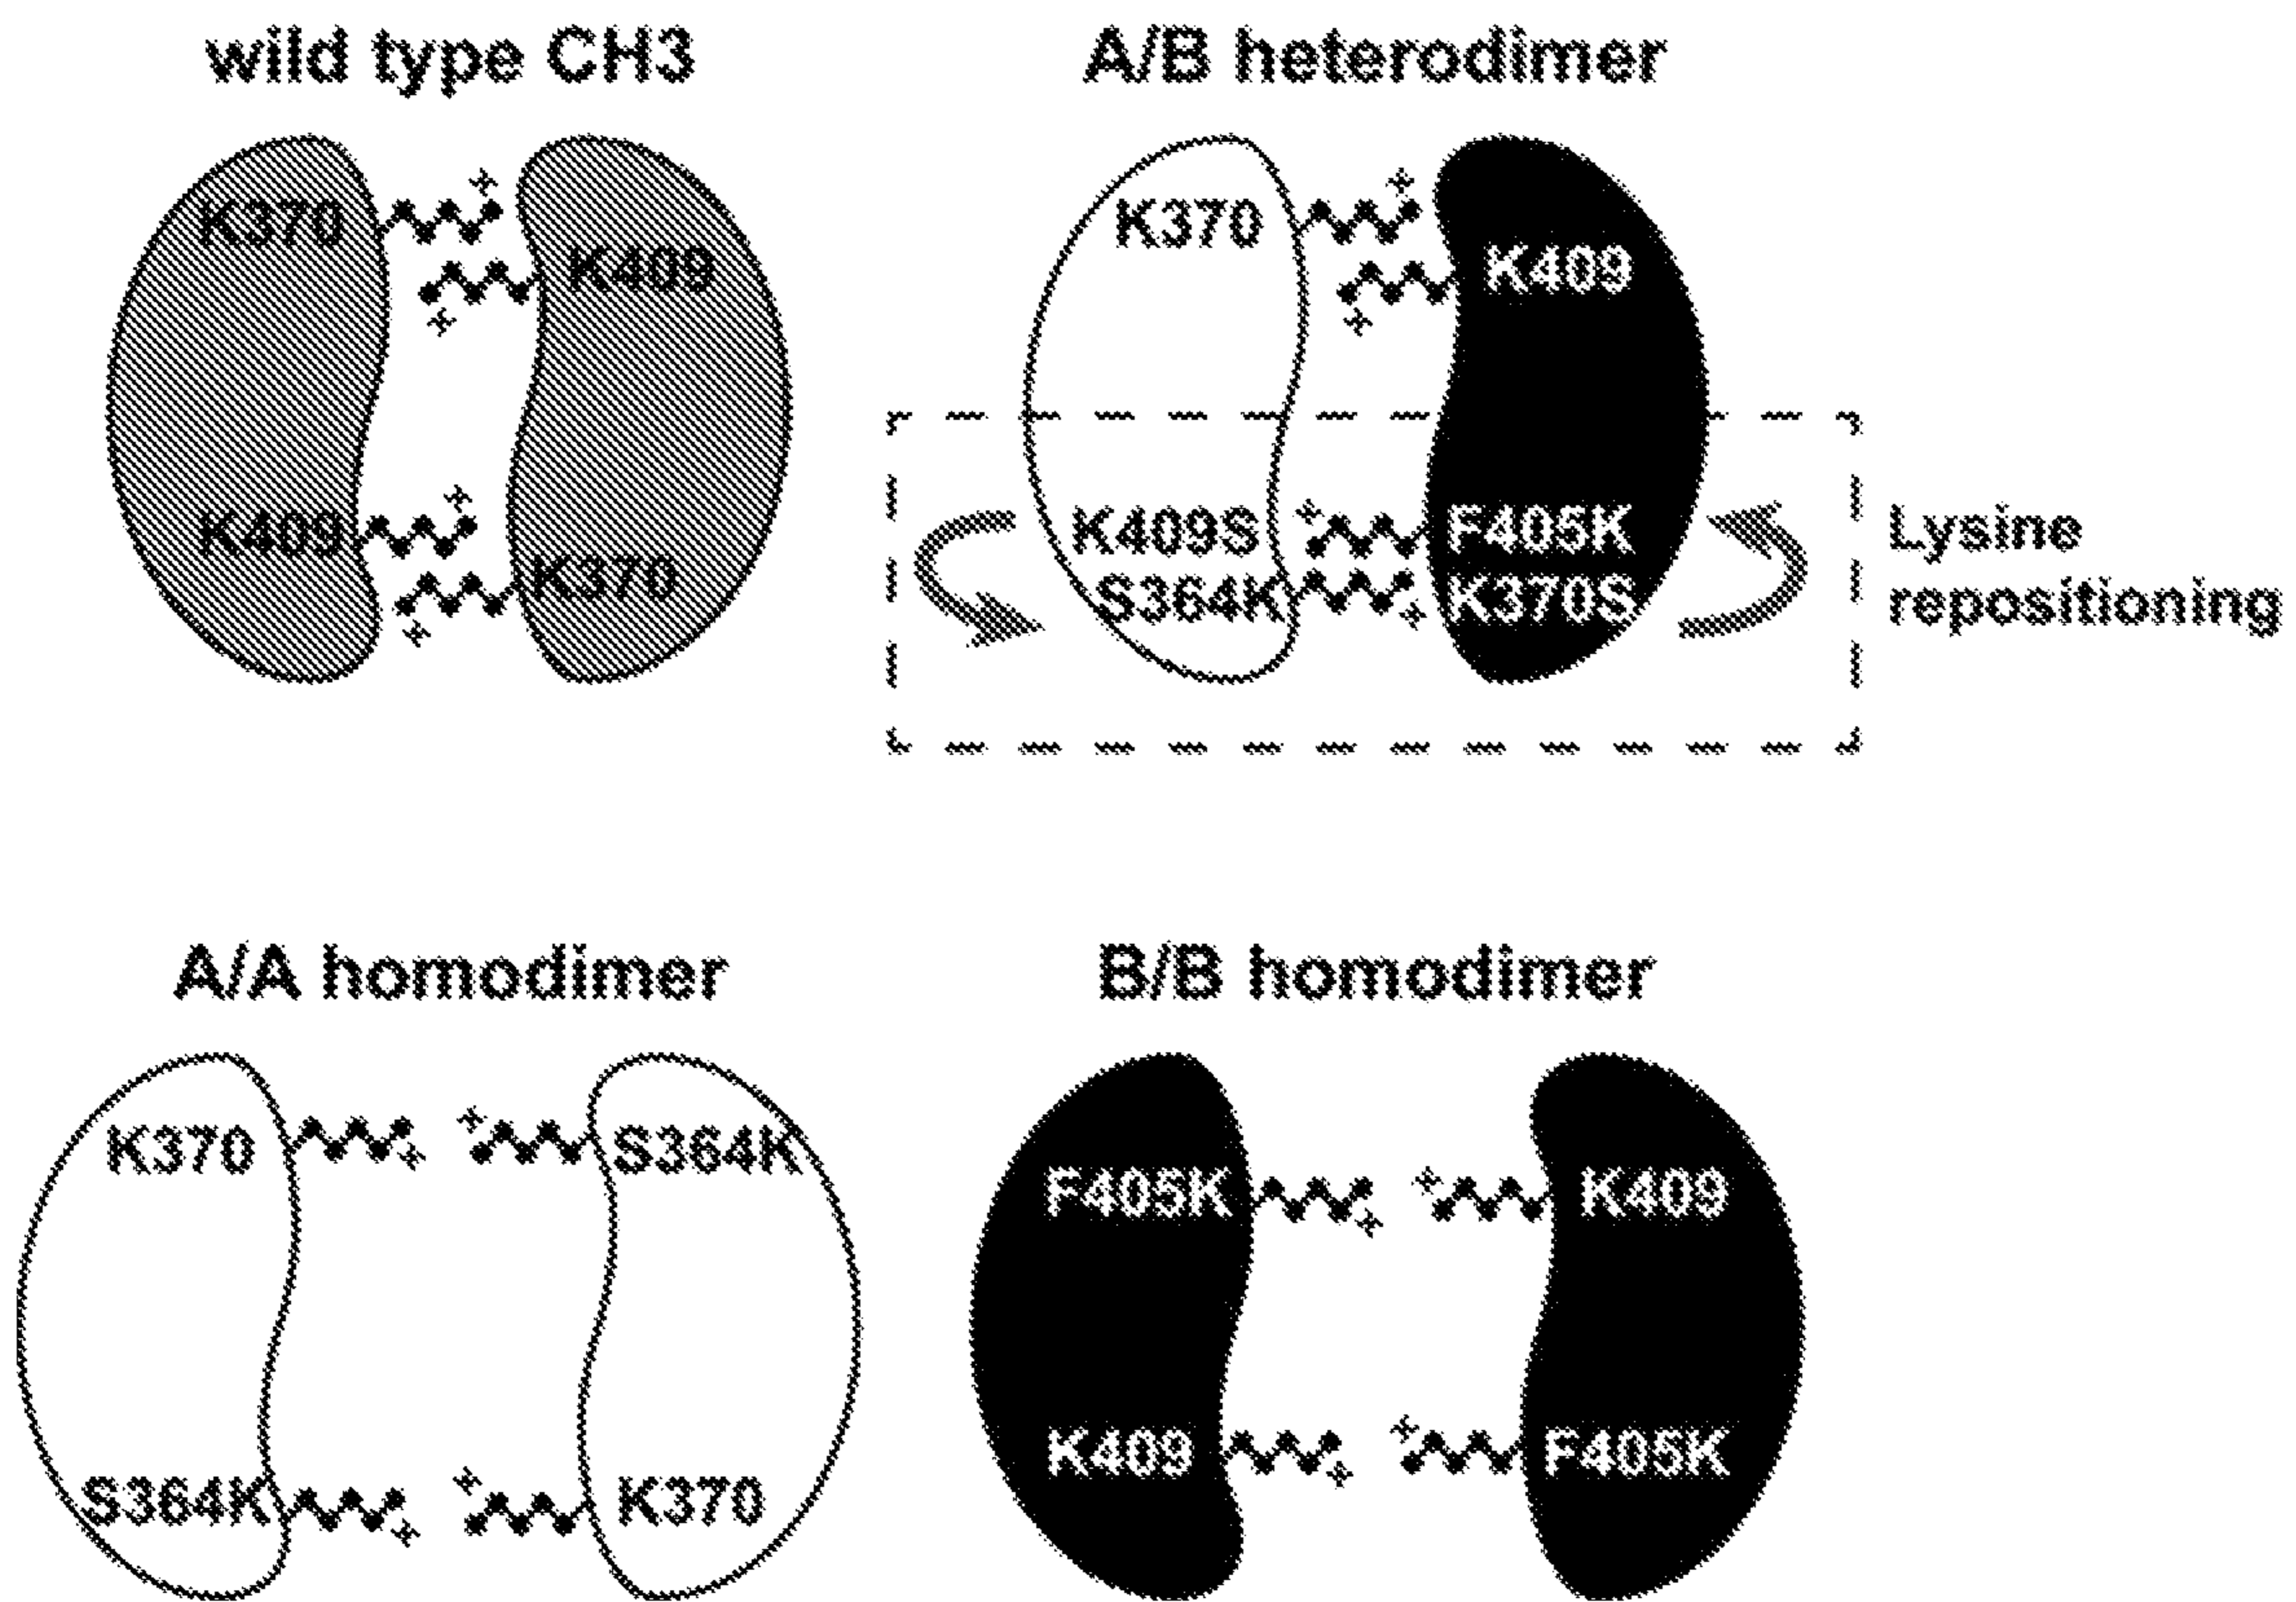 wild type CH3
A/B heterodimer
K370
K409
K409
K370
K370
K409
K409S
F405K
S364K
K370S
Lysine
repositioning
A/A homodimer
B/B homodimer
K370
S364K
S364K
K370
F405K
K409
K409
F405K